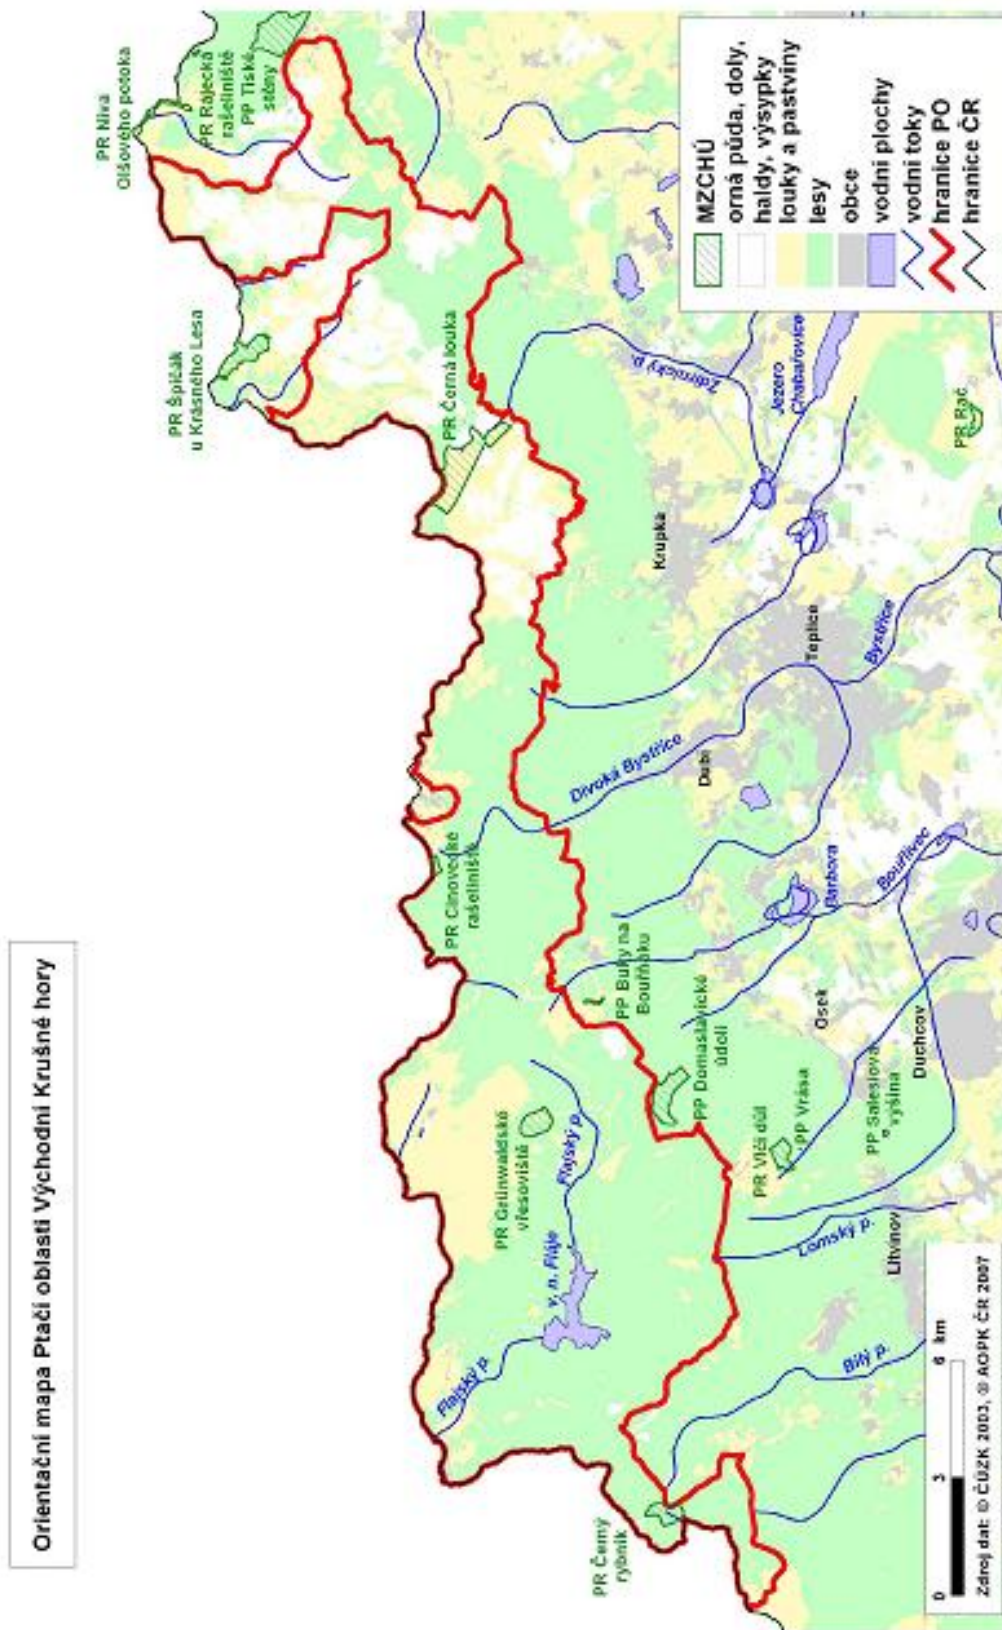 Orientační mapa Ptačí oblasti Východní Krušné hory
PR Niva
Olšového potoka
PR Rájecká
rašeliniště
PP Tiské
stěny
PR Špičák
u Krásného Lesa
PR Černá louka
PR Cínovecké
rašeliniště
PR Grünwaldské
vřesoviště
PR Černý
rybník
Flájský p.
v. n. Fláje
Flájský p.
PP Buky na
Bouřňáku
PP Domaslavické
údolí
PR Vlčí důl
PP Vrása
PP Salesiova
výšina
Divoká Bystřice
Bystřice
Zdírnický p.
Jezero
Chabařovice
PR Rač
Krupka
Teplice
Dubí
Barbora
Bouřlivec
Osek
Duchcov
Lomský p.
Litvínov
Bílý p.
MZCHÚ
orná půda, doly,
haldy, výsypky
louky a pastviny
lesy
obce
vodní plochy
vodní toky
hranice PO
hranice ČR
0 3 6 km
Zdroj dat: © ČÚZK 2003, © AOPK ČR 2007